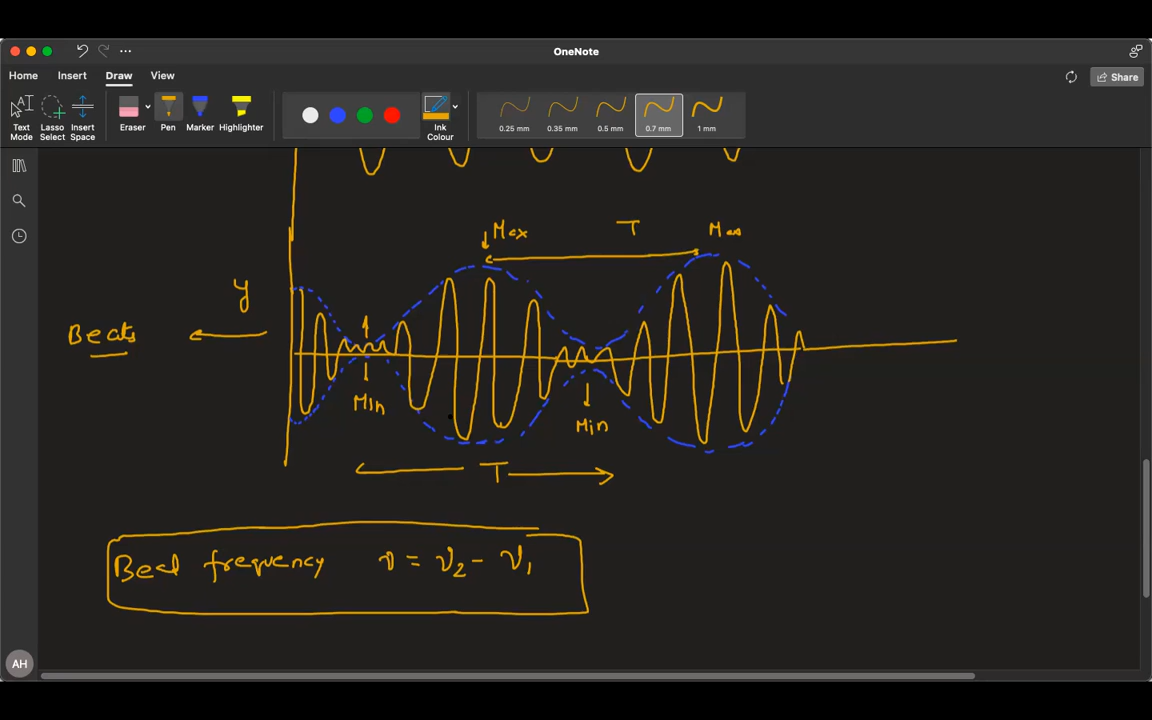 OneNote
Home Insert Draw View Share
Text Mode Lasso Select Insert Space Eraser Pen Marker Highlighter Ink Colour 0.25 mm 0.35 mm 0.5 mm 0.7 mm 1 mm
↓Max T Max
y
Beats
Min
Min
T
Beat frequency ν = ν₂ - ν₁
AH